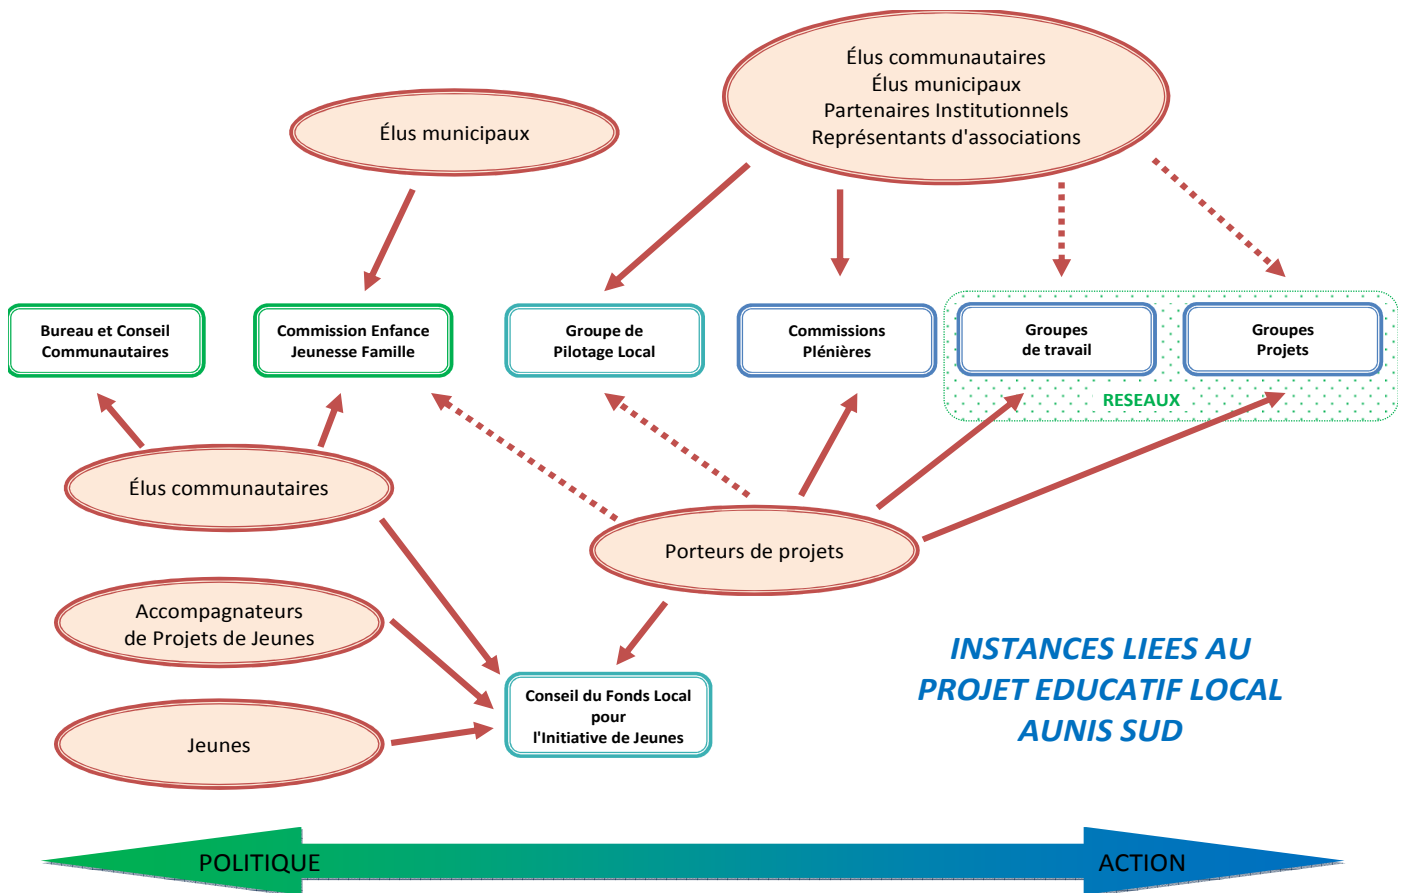 Élus communautaires
Élus municipaux
Partenaires Institutionnels
Représentants d'associations
Élus municipaux
Bureau et Conseil
Communautaires
Commission Enfance
Jeunesse Famille
Groupe de
Pilotage Local
Commissions
Plénières
Groupes
de travail
Groupes
Projets
RESEAUX
Élus communautaires
Porteurs de projets
Accompagnateurs
de Projets de Jeunes
Jeunes
Conseil du Fonds Local
pour
l'Initiative de Jeunes
INSTANCES LIEES AU
PROJET EDUCATIF LOCAL
AUNIS SUD
POLITIQUE
ACTION